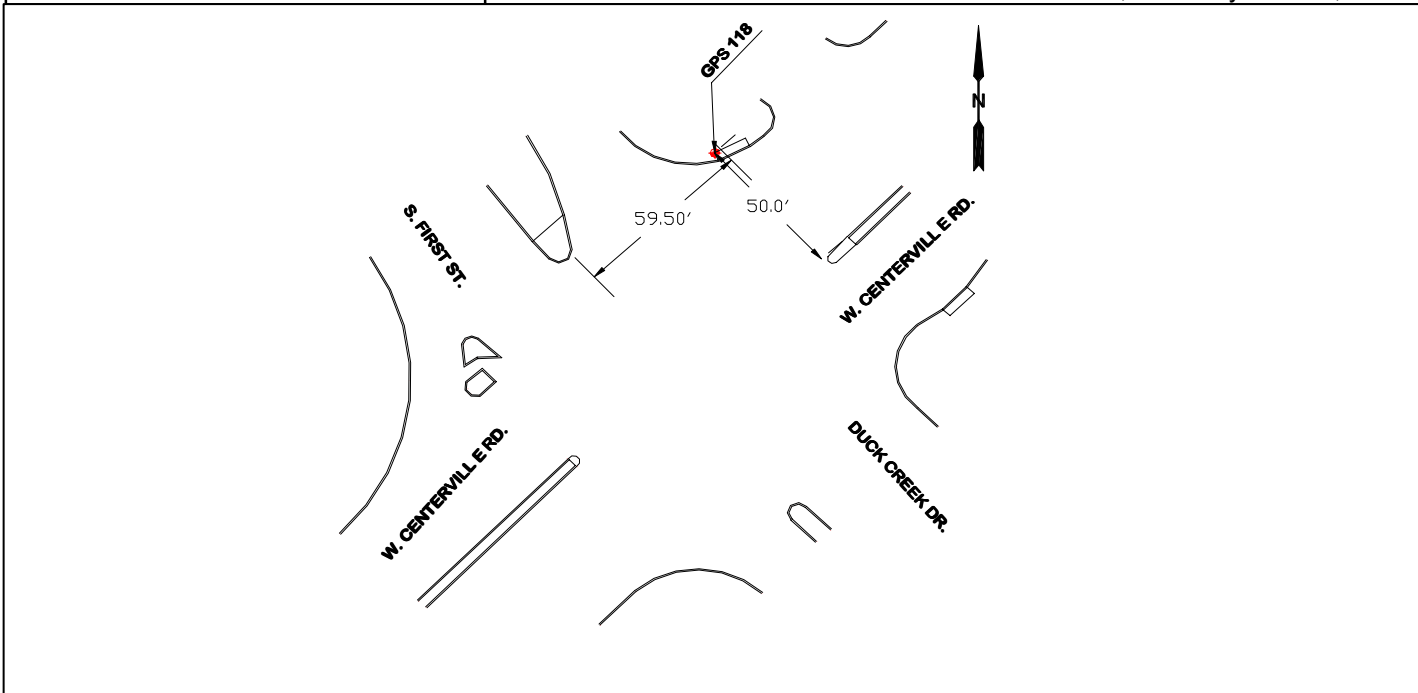 GPS 118
N
59.50'
50.0'
S. FIRST ST.
W. CENTERVILLE RD.
W. CENTERVILLE RD.
DUCK CREEK DR.